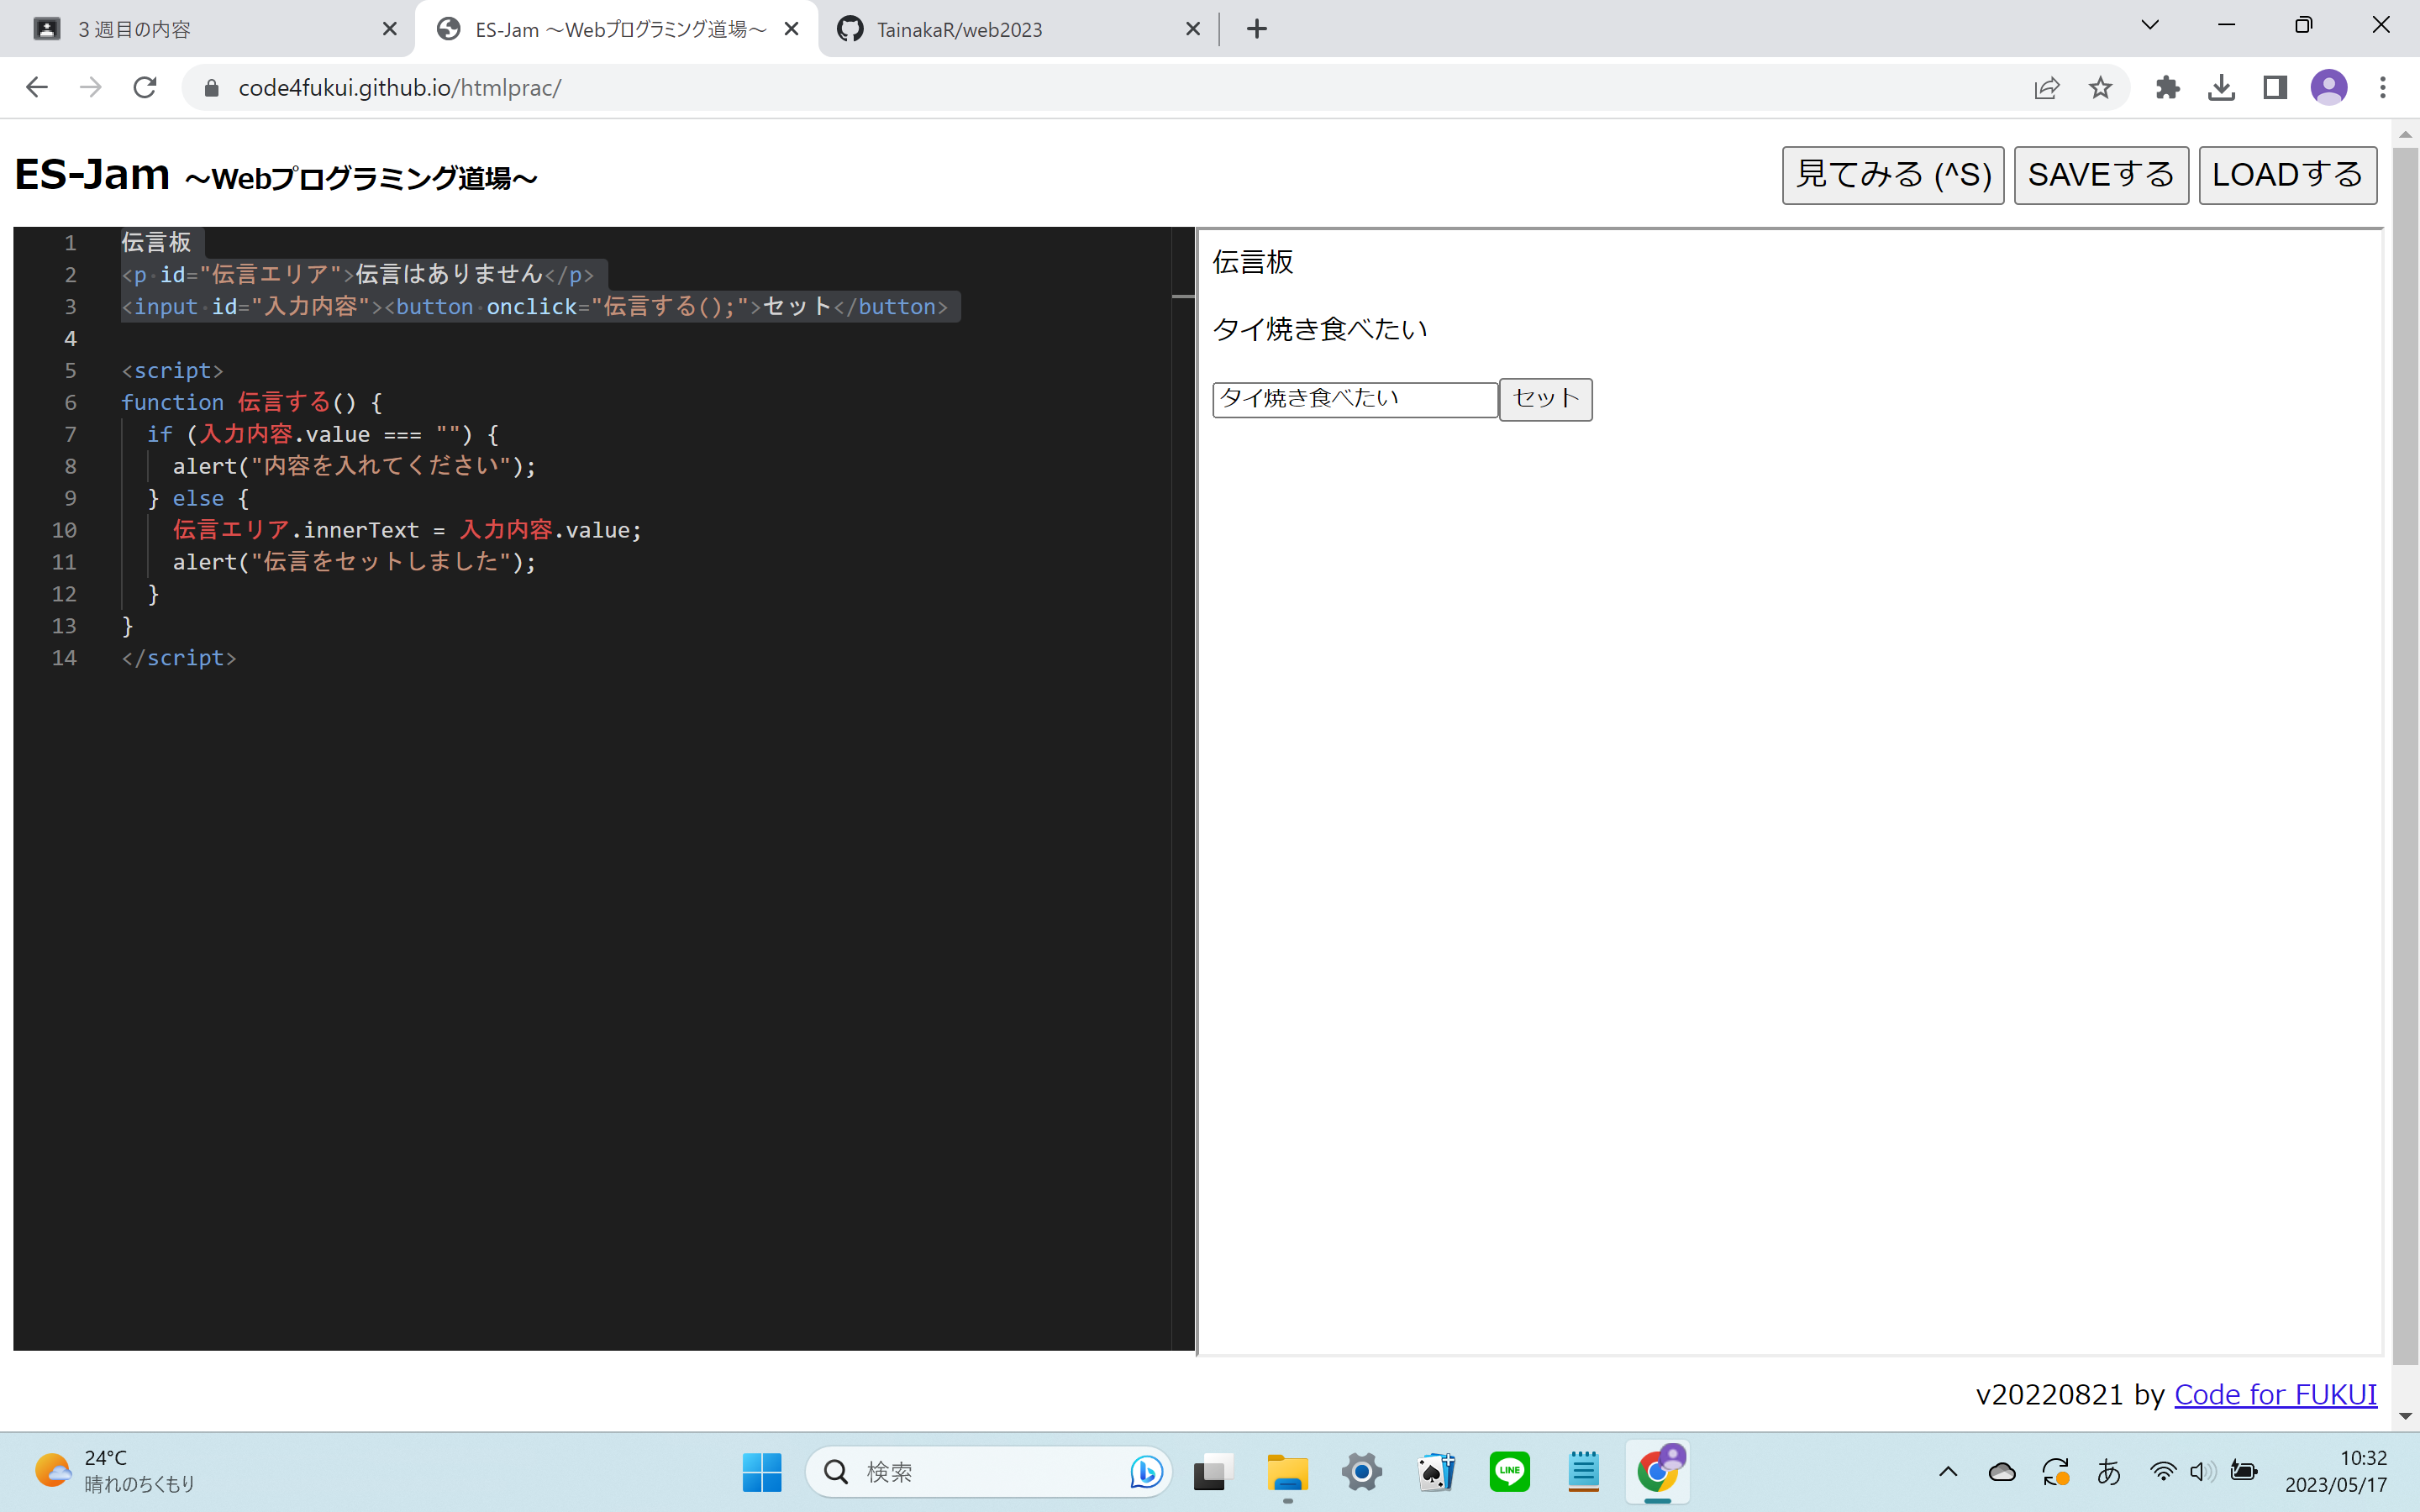 ３週目の内容
ES-Jam ～Webプログラミング道場～
TainakaR/web2023
code4fukui.github.io/htmlprac/
ES-Jam ～Webプログラミング道場～
見てみる (^S)
SAVEする
LOADする
1 伝言板
2 <p id="伝言エリア">伝言はありません</p>
3 <input id="入力内容"><button onclick="伝言する();">セット</button>
4
5 <script>
6 function 伝言する() {
7 if (入力内容.value === "") {
8 alert("内容を入れてください");
9 } else {
10 伝言エリア.innerText = 入力内容.value;
11 alert("伝言をセットしました");
12 }
13 }
14 </script>
伝言板
タイ焼き食べたい
タイ焼き食べたい セット
v20220821 by Code for FUKUI
24°C
晴れのちくもり
検索
LINE
あ
10:32
2023/05/17